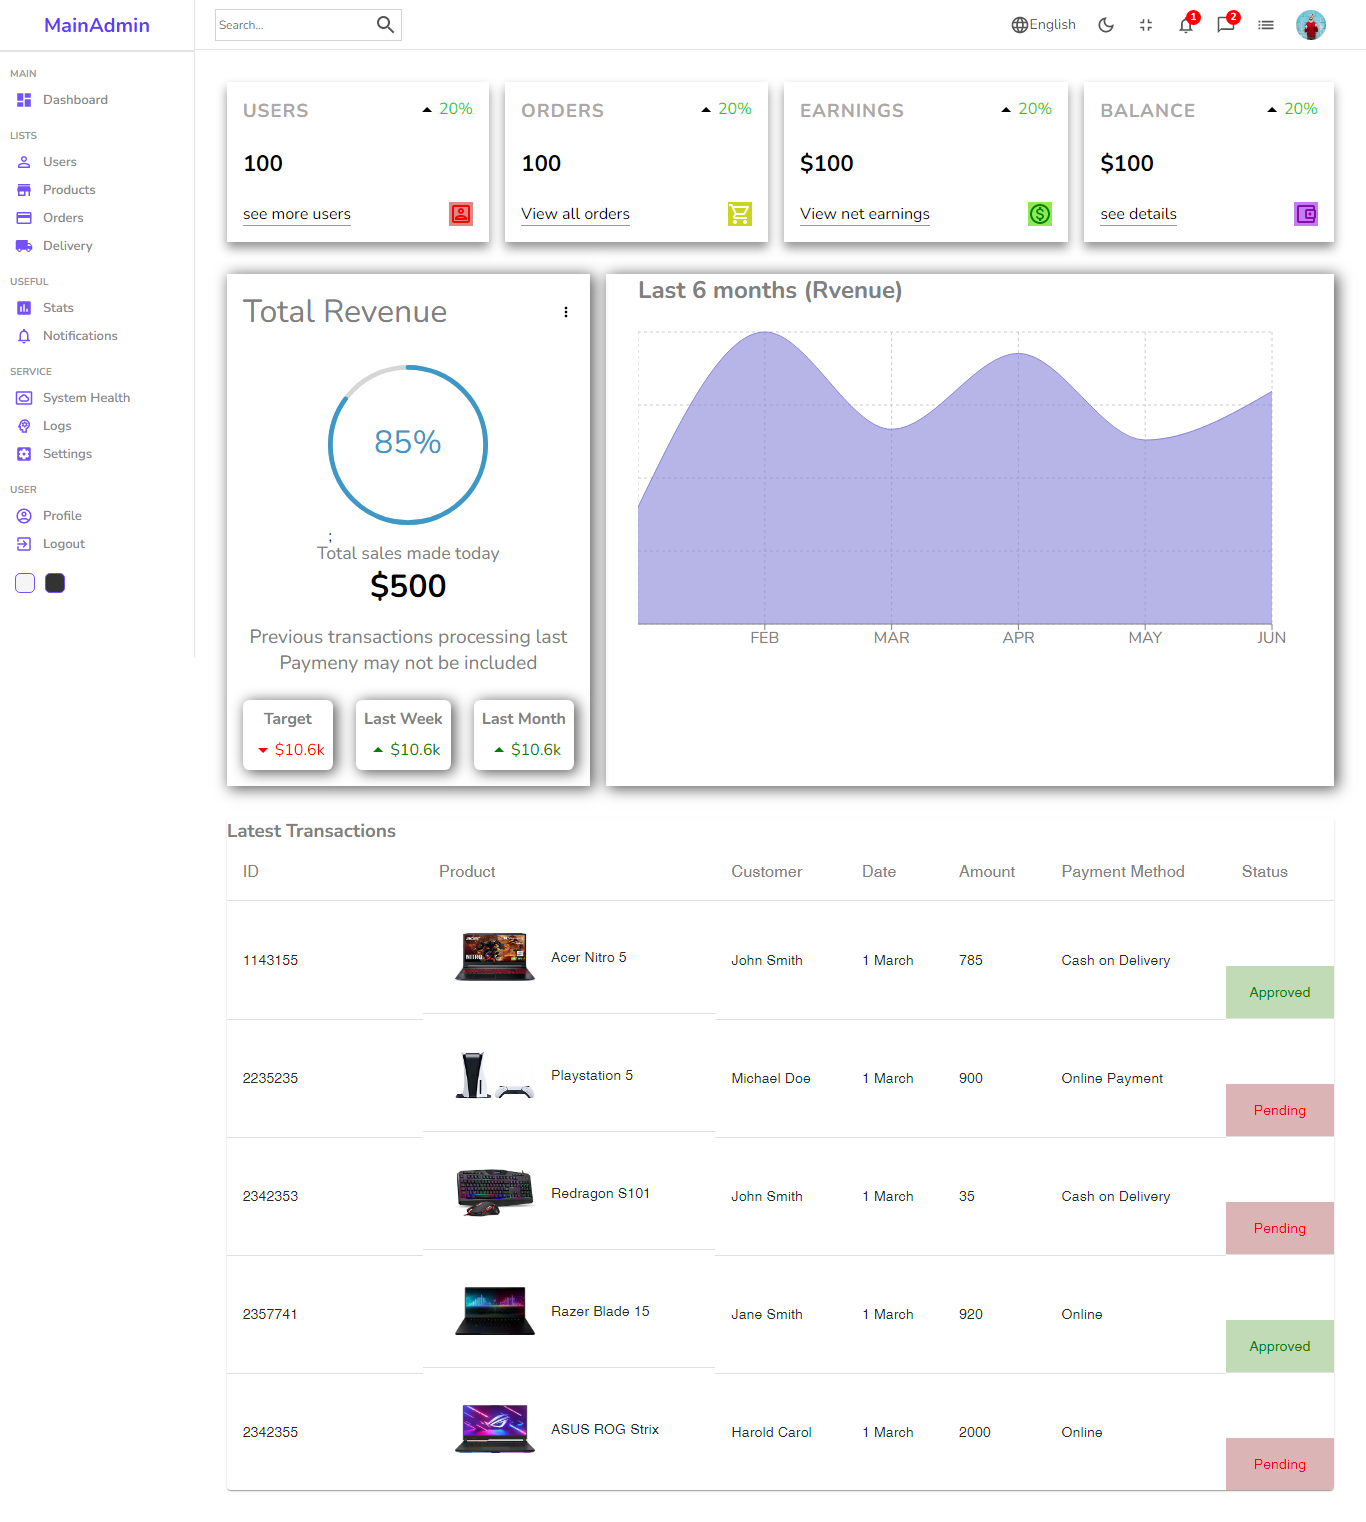 MainAdmin
Search...
English
1
2
MAIN
Dashboard
LISTS
Users
Products
Orders
Delivery
USEFUL
Stats
Notifications
SERVICE
System Health
Logs
Settings
USER
Profile
Logout
USERS 20%
100
see more users
ORDERS 20%
100
View all orders
EARNINGS 20%
$100
View net earnings
BALANCE 20%
$100
see details
Total Revenue
85%
;
Total sales made today
$500
Previous transactions processing last
Paymeny may not be included
Target
$10.6k
Last Week
$10.6k
Last Month
$10.6k
Last 6 months (Rvenue)
FEB MAR APR MAY JUN
Latest Transactions
ID Product Customer Date Amount Payment Method Status
1143155 Acer Nitro 5 John Smith 1 March 785 Cash on Delivery Approved
2235235 Playstation 5 Michael Doe 1 March 900 Online Payment Pending
2342353 Redragon S101 John Smith 1 March 35 Cash on Delivery Pending
2357741 Razer Blade 15 Jane Smith 1 March 920 Online Approved
2342355 ASUS ROG Strix Harold Carol 1 March 2000 Online Pending